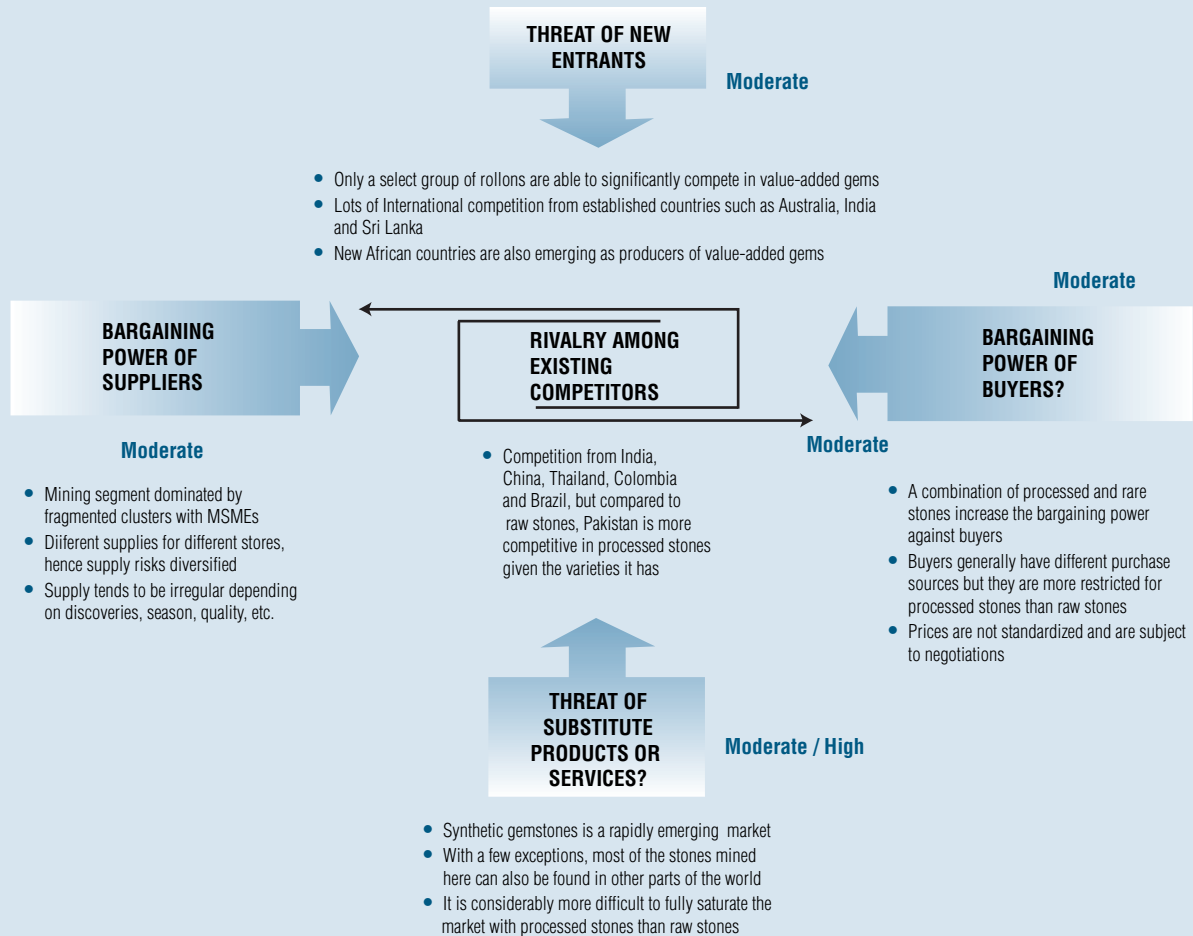 THREAT OF NEW
ENTRANTS
Moderate
• Only a select group of rollons are able to significantly compete in value-added gems
• Lots of International competition from established countries such as Australia, India
and Sri Lanka
• New African countries are also emerging as producers of value-added gems
BARGAINING
POWER OF
SUPPLIERS
Moderate
• Mining segment dominated by
fragmented clusters with MSMEs
• Diiferent supplies for different stores,
hence supply risks diversified
• Supply tends to be irregular depending
on discoveries, season, quality, etc.
RIVALRY AMONG
EXISTING
COMPETITORS
Moderate
• Competition from India,
China, Thailand, Colombia
and Brazil, but compared to
raw stones, Pakistan is more
competitive in processed stones
given the varieties it has
Moderate
BARGAINING
POWER OF
BUYERS?
• A combination of processed and rare
stones increase the bargaining power
against buyers
• Buyers generally have different purchase
sources but they are more restricted for
processed stones than raw stones
• Prices are not standardized and are subject
to negotiations
THREAT OF
SUBSTITUTE
PRODUCTS OR
SERVICES?
Moderate / High
• Synthetic gemstones is a rapidly emerging market
• With a few exceptions, most of the stones mined
here can also be found in other parts of the world
• It is considerably more difficult to fully saturate the
market with processed stones than raw stones